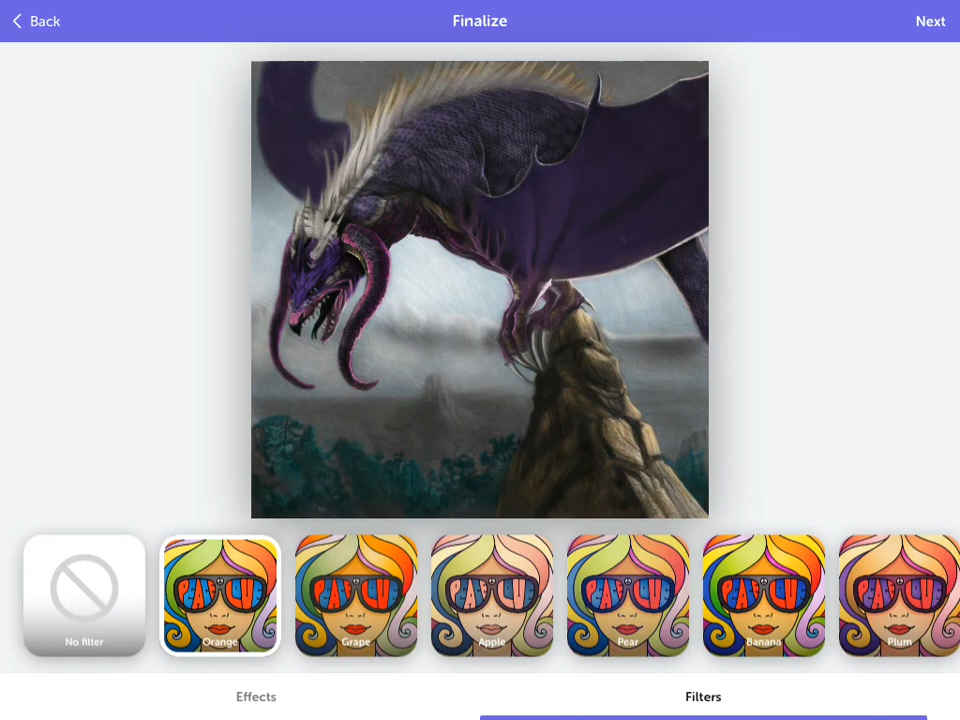 Back
Finalize
Next
No filter
Orange
Grape
Apple
Pear
Banana
Plum
Effects
Filters